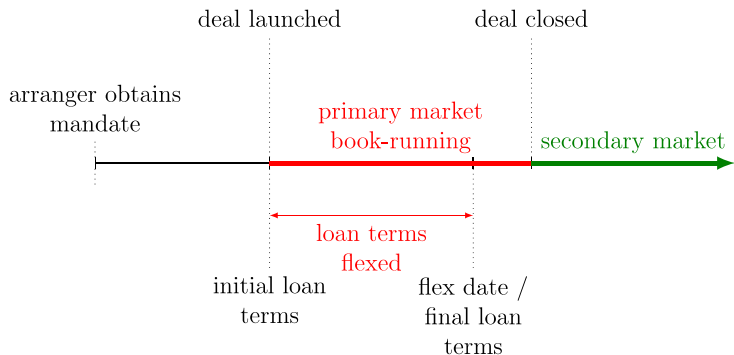 deal launched
deal closed
arranger obtains
mandate
primary market
book-running
secondary market
loan terms
flexed
initial loan
terms
flex date /
final loan
terms